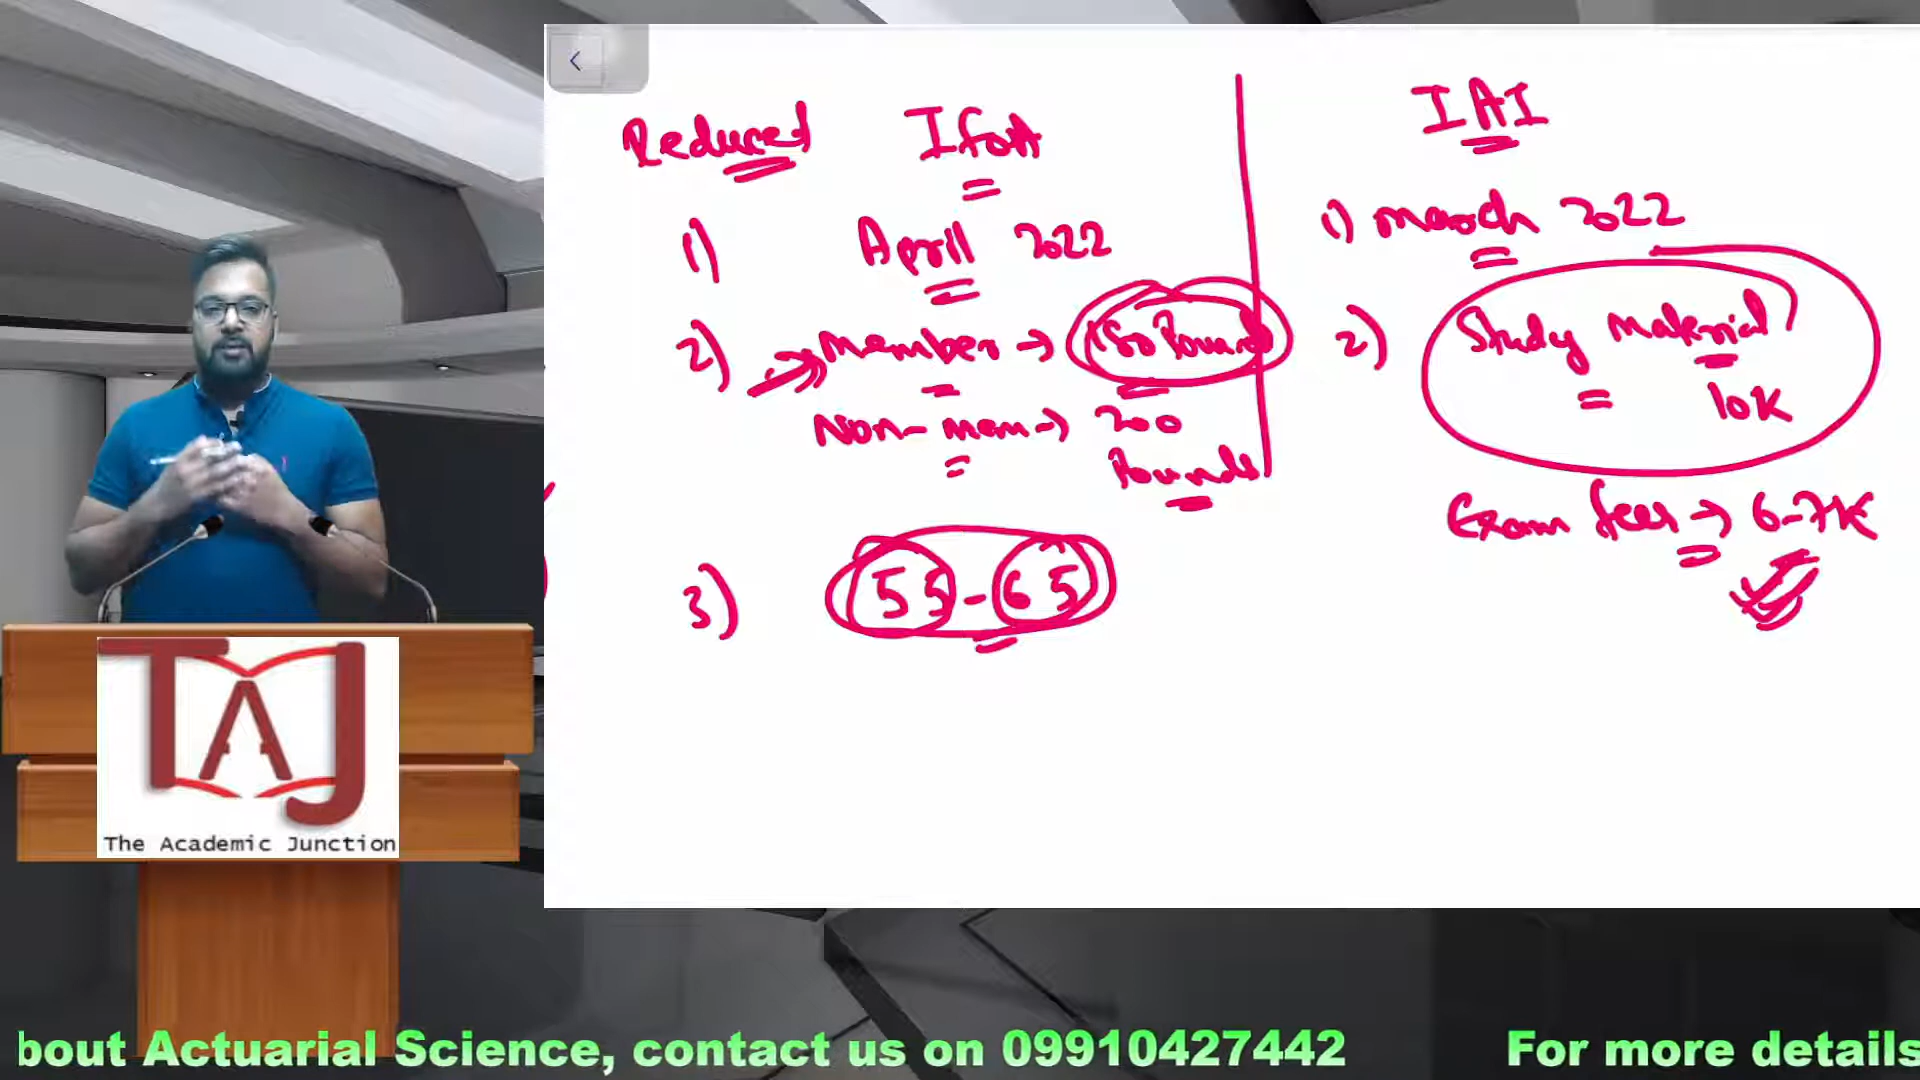 Reduced IfoA
1) April 2022
2) Member → 150 Pounds
Non-mem → 200
Pounds
3) 55-65
IAI
1) March 2022
2) Study Material
10K
Exam fees → 6-7K
TAJ
The Academic Junction
bout Actuarial Science, contact us on 09910427442 For more details